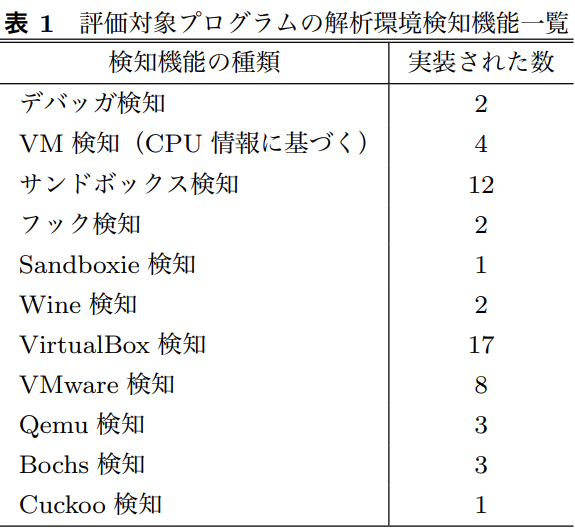 表 1 評価対象プログラムの解析環境検知機能一覧
検知機能の種類 実装された数
デバッガ検知 2
VM 検知（CPU 情報に基づく） 4
サンドボックス検知 12
フック検知 2
Sandboxie 検知 1
Wine 検知 2
VirtualBox 検知 17
VMware 検知 8
Qemu 検知 3
Bochs 検知 3
Cuckoo 検知 1